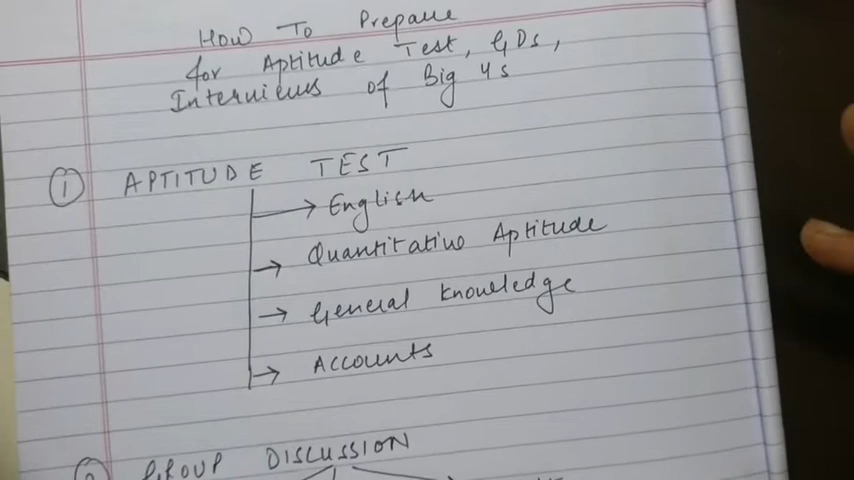 How To Prepare
for Aptitude Test, GDs,
Interviews of Big 4s
① APTITUDE TEST
→ English
→ Quantitative Aptitude
→ General Knowledge
→ Accounts
② GROUP DISCUSSION